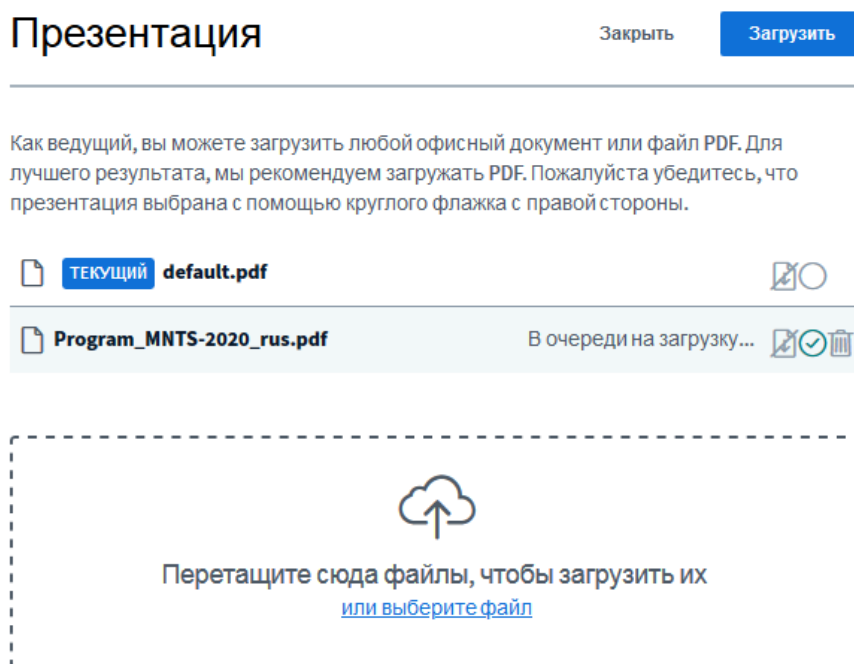 Презентация
Закрыть
Загрузить
Как ведущий, вы можете загрузить любой офисный документ или файл PDF. Для
лучшего результата, мы рекомендуем загружать PDF. Пожалуйста убедитесь, что
презентация выбрана с помощью круглого флажка с правой стороны.
ТЕКУЩИЙ default.pdf
Program_MNTS-2020_rus.pdf В очереди на загрузку...
Перетащите сюда файлы, чтобы загрузить их
или выберите файл